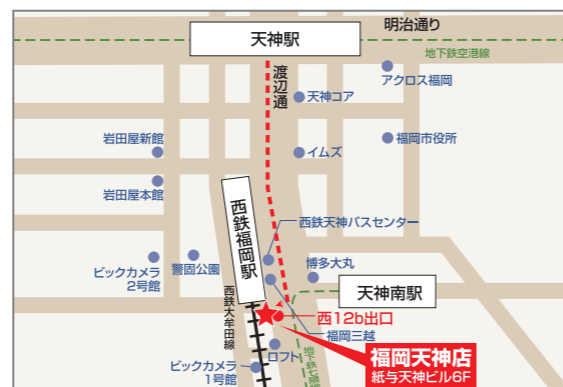 明治通り
天神駅
地下鉄空港線
渡辺通
アクロス福岡
天神コア
岩田屋新館
イムズ
福岡市役所
岩田屋本館
西鉄福岡駅
西鉄天神バスセンター
ビックカメラ
2号館
警固公園
博多大丸
天神南駅
西鉄大牟田線
西12b出口
福岡三越
ロフト
地下鉄七隈線
福岡天神店
紙与天神ビル6F
ビックカメラ
1号館